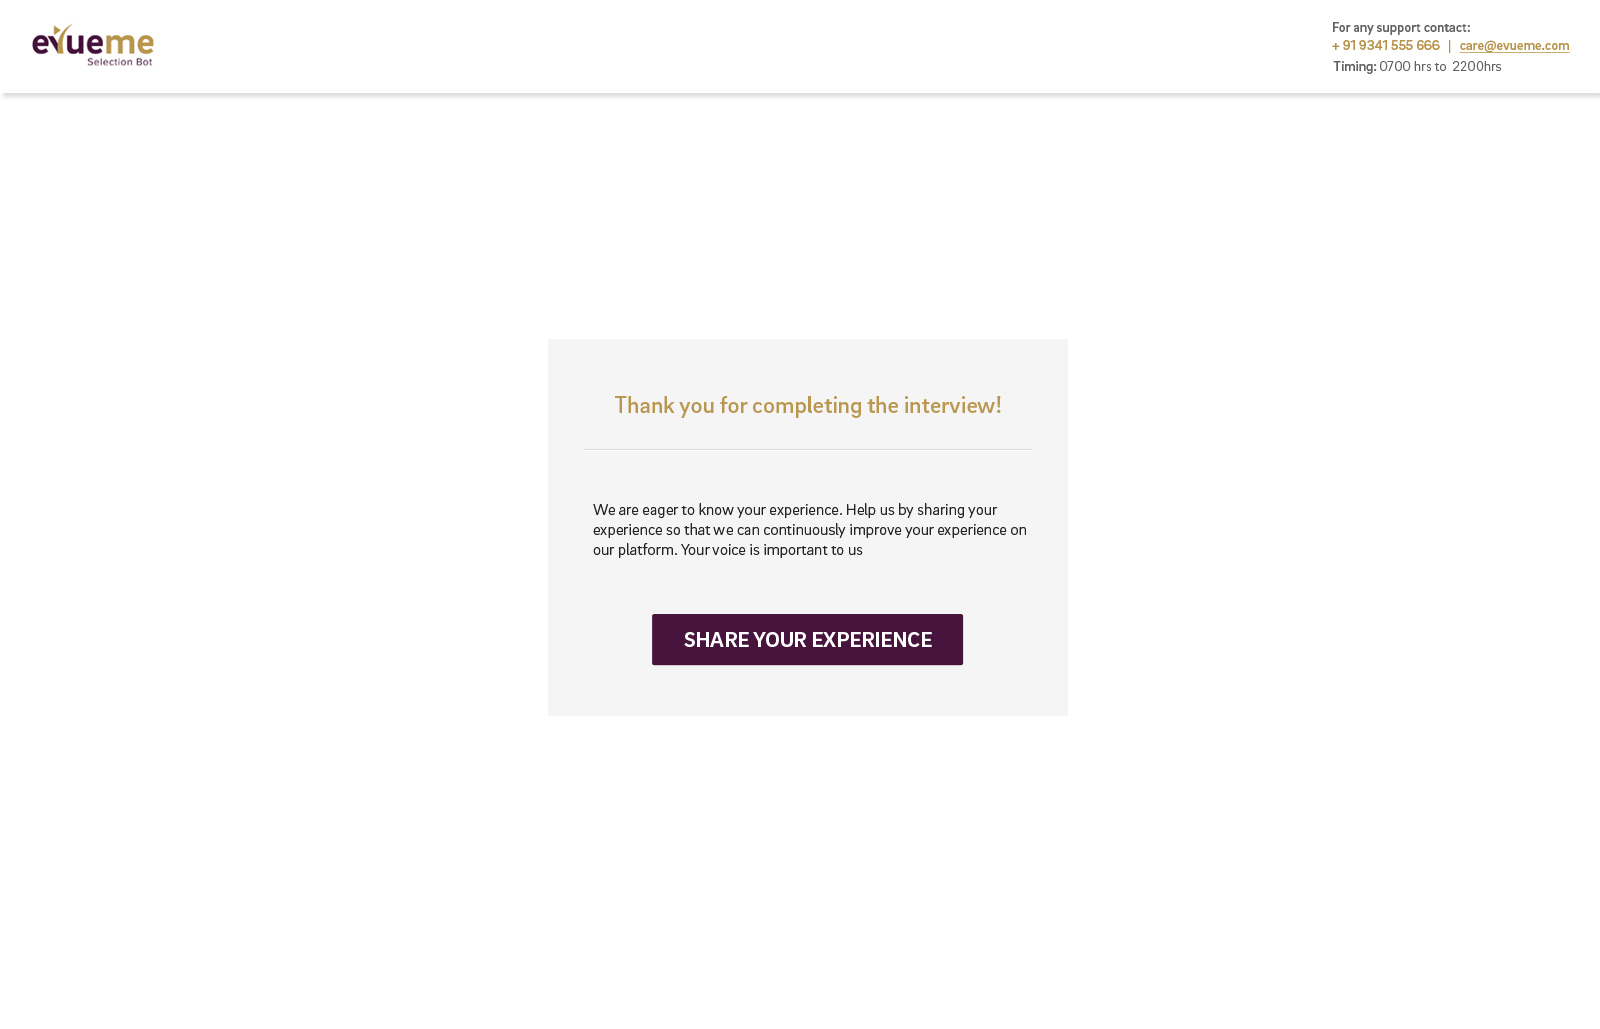 evueme
Selection Bot
For any support contact:
+ 91 9341 555 666 | care@evueme.com
Timing: 0700 hrs to 2200hrs
Thank you for completing the interview!
We are eager to know your experience. Help us by sharing your
experience so that we can continuously improve your experience on
our platform. Your voice is important to us
SHARE YOUR EXPERIENCE